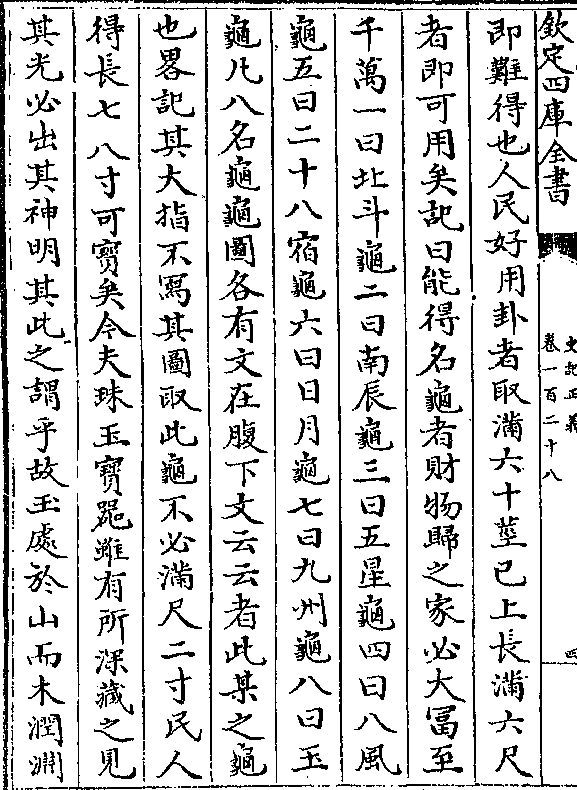 欽定四庫全書
史記正義
卷一百二十八
四
即難得也人民好用卦者取滿六十莖已上長滿六尺
者即可用矣記曰能得名龜者財物歸之家必大富至
千萬一曰北斗龜二曰南辰龜三曰五星龜四曰八風
龜五曰二十八宿龜六曰日月龜七曰九州龜八曰玉
龜凡八名龜龜圖各有文在腹下文云云者此某之龜
也畧記其大指不寫其圖取此龜不必滿尺二寸民人
得長七八寸可寳矣今夫珠玉寳噐雖有所深藏之見
其光必出其神明其此之謂乎故玉處於山而木潤淵